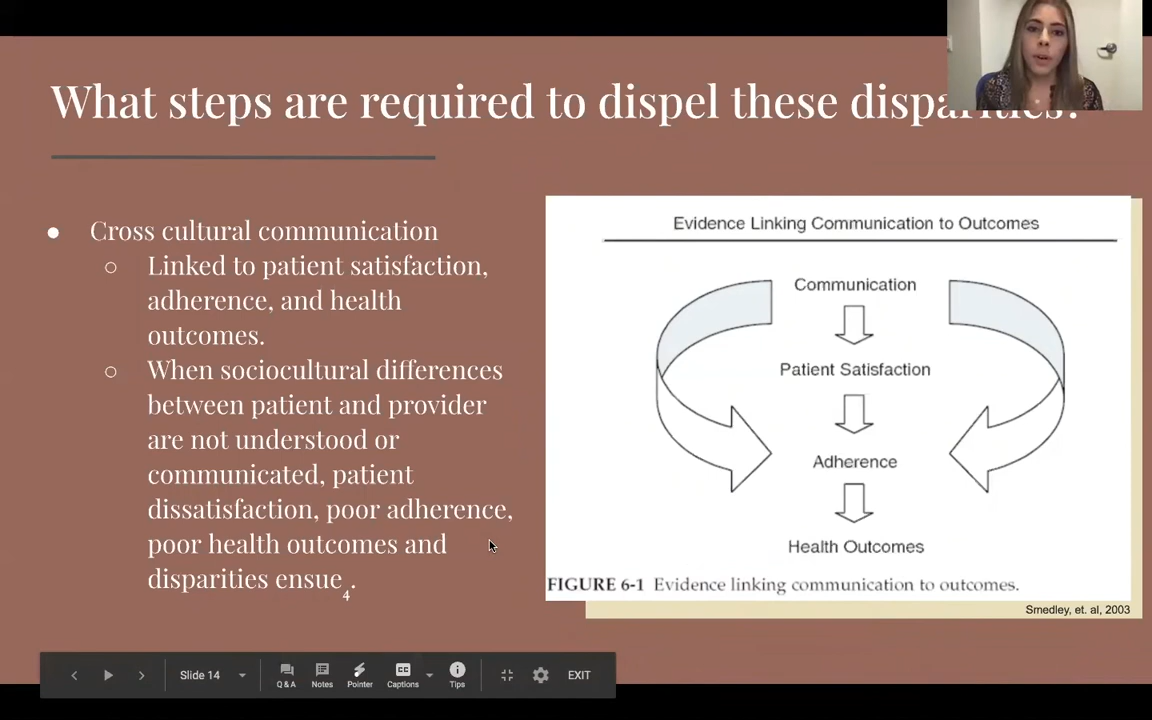 What steps are required to dispel these disparities?
Cross cultural communication
Linked to patient satisfaction,
adherence, and health
outcomes.
When sociocultural differences
between patient and provider
are not understood or
communicated, patient
dissatisfaction, poor adherence,
poor health outcomes and
disparities ensue 4.
Evidence Linking Communication to Outcomes
Communication
Patient Satisfaction
Adherence
Health Outcomes
FIGURE 6-1 Evidence linking communication to outcomes.
Smedley, et. al, 2003
Slide 14
Q & A
Notes
Pointer
CC
Captions
Tips
EXIT